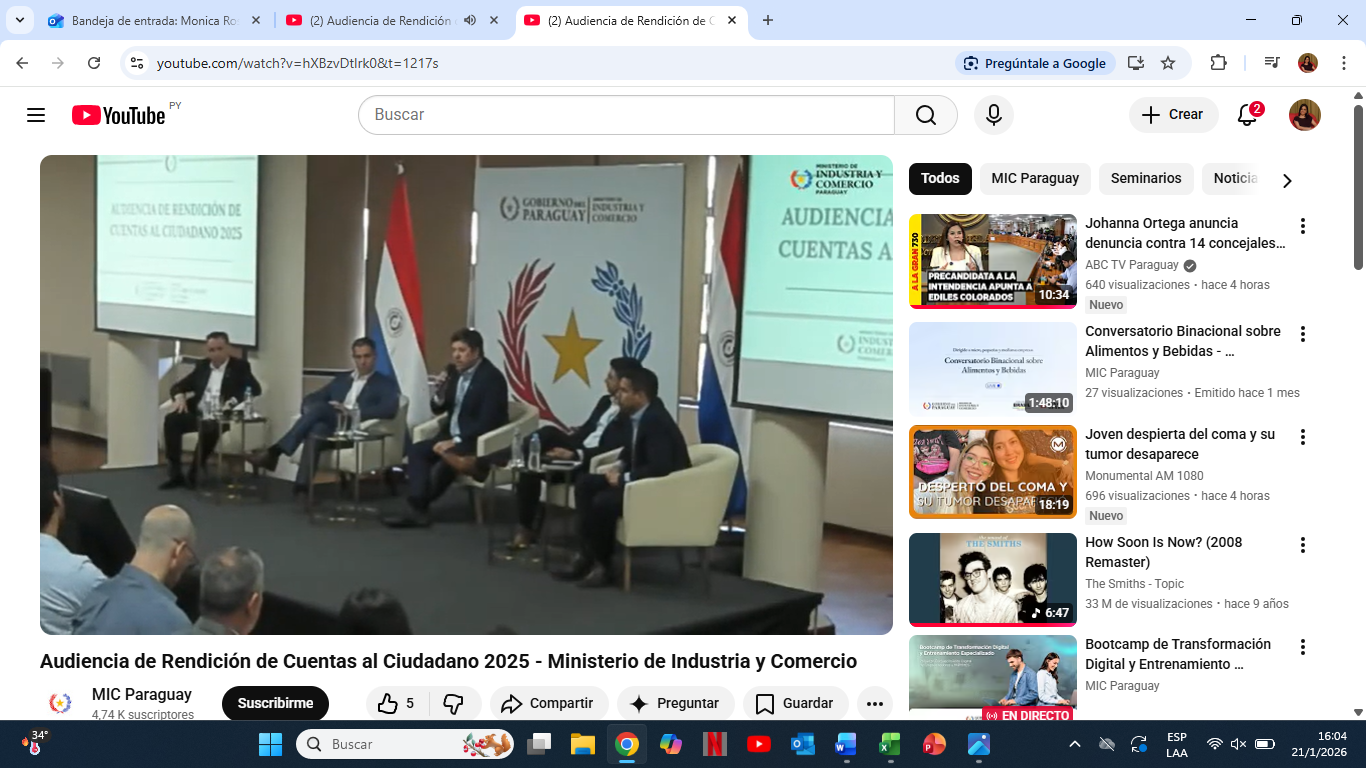 Bandeja de entrada: Monica Ro
(2) Audiencia de Rendición
(2) Audiencia de Rendición de C
youtube.com/watch?v=hXBzvDtlrk0&t=1217s
Pregúntale a Google
YouTube
PY
Buscar
Crear
2
AUDIENCIA DE RENDICIÓN DE
CUENTAS AL CIUDADANO 2025
GOBIERNO DEL
PARAGUAY
MINISTERIO DE
INDUSTRIA Y
COMERCIO
MINISTERIO DE
INDUSTRIA Y
COMERCIO
PARAGUAY
AUDIENCIA
CUENTAS A
Audiencia de Rendición de Cuentas al Ciudadano 2025 - Ministerio de Industria y Comercio
MIC Paraguay
4,74 K suscriptores
Suscribirme
5
Compartir
Preguntar
Guardar
Todos
MIC Paraguay
Seminarios
Noticia
A LA GRAN 730
PRECANDIDATA A LA
INTENDENCIA APUNTA A
EDILES COLORADOS
10:34
Johanna Ortega anuncia
denuncia contra 14 concejales...
ABC TV Paraguay
640 visualizaciones • hace 4 horas
Nuevo
Conversatorio Binacional sobre
Alimentos y Bebidas
1:48:10
Conversatorio Binacional sobre
Alimentos y Bebidas - ...
MIC Paraguay
27 visualizaciones • Emitido hace 1 mes
DESPERTÓ DEL COMA Y
SU TUMOR
18:19
Joven despierta del coma y su
tumor desaparece
Monumental AM 1080
696 visualizaciones • hace 4 horas
Nuevo
THE SMITHS
6:47
How Soon Is Now? (2008
Remaster)
The Smiths - Topic
33 M de visualizaciones • hace 9 años
Bootcamp de Transformación Digital
y Entrenamiento Especializado
EN DIRECTO
Bootcamp de Transformación
Digital y Entrenamiento ...
MIC Paraguay
34°
Buscar
ESP
LAA
16:04
21/1/2026